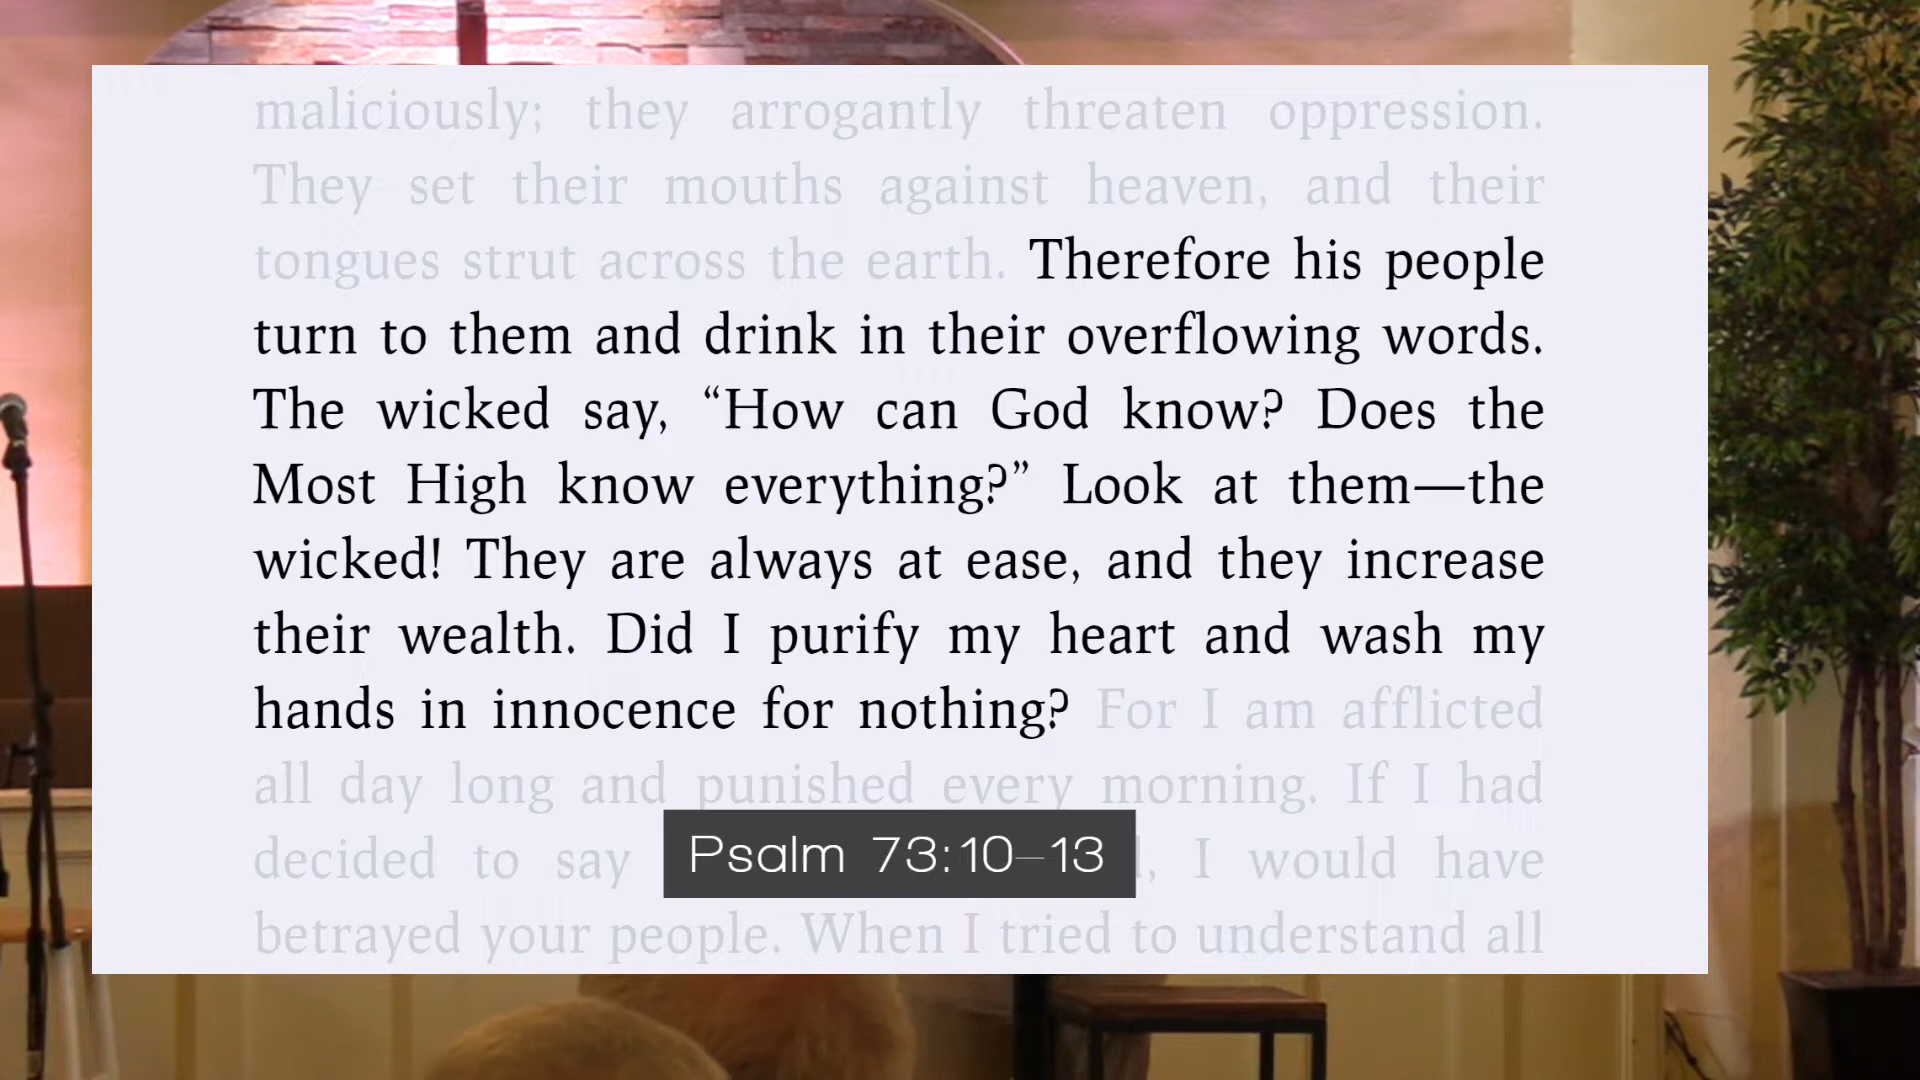 maliciously; they arrogantly threaten oppression.
They set their mouths against heaven, and their
tongues strut across the earth. Therefore his people
turn to them and drink in their overflowing words.
The wicked say, “How can God know? Does the
Most High know everything?” Look at them—the
wicked! They are always at ease, and they increase
their wealth. Did I purify my heart and wash my
hands in innocence for nothing? For I am afflicted
all day long and punished every morning. If I had
decided to say , I would have
betrayed your people. When I tried to understand all
Psalm 73:10–13